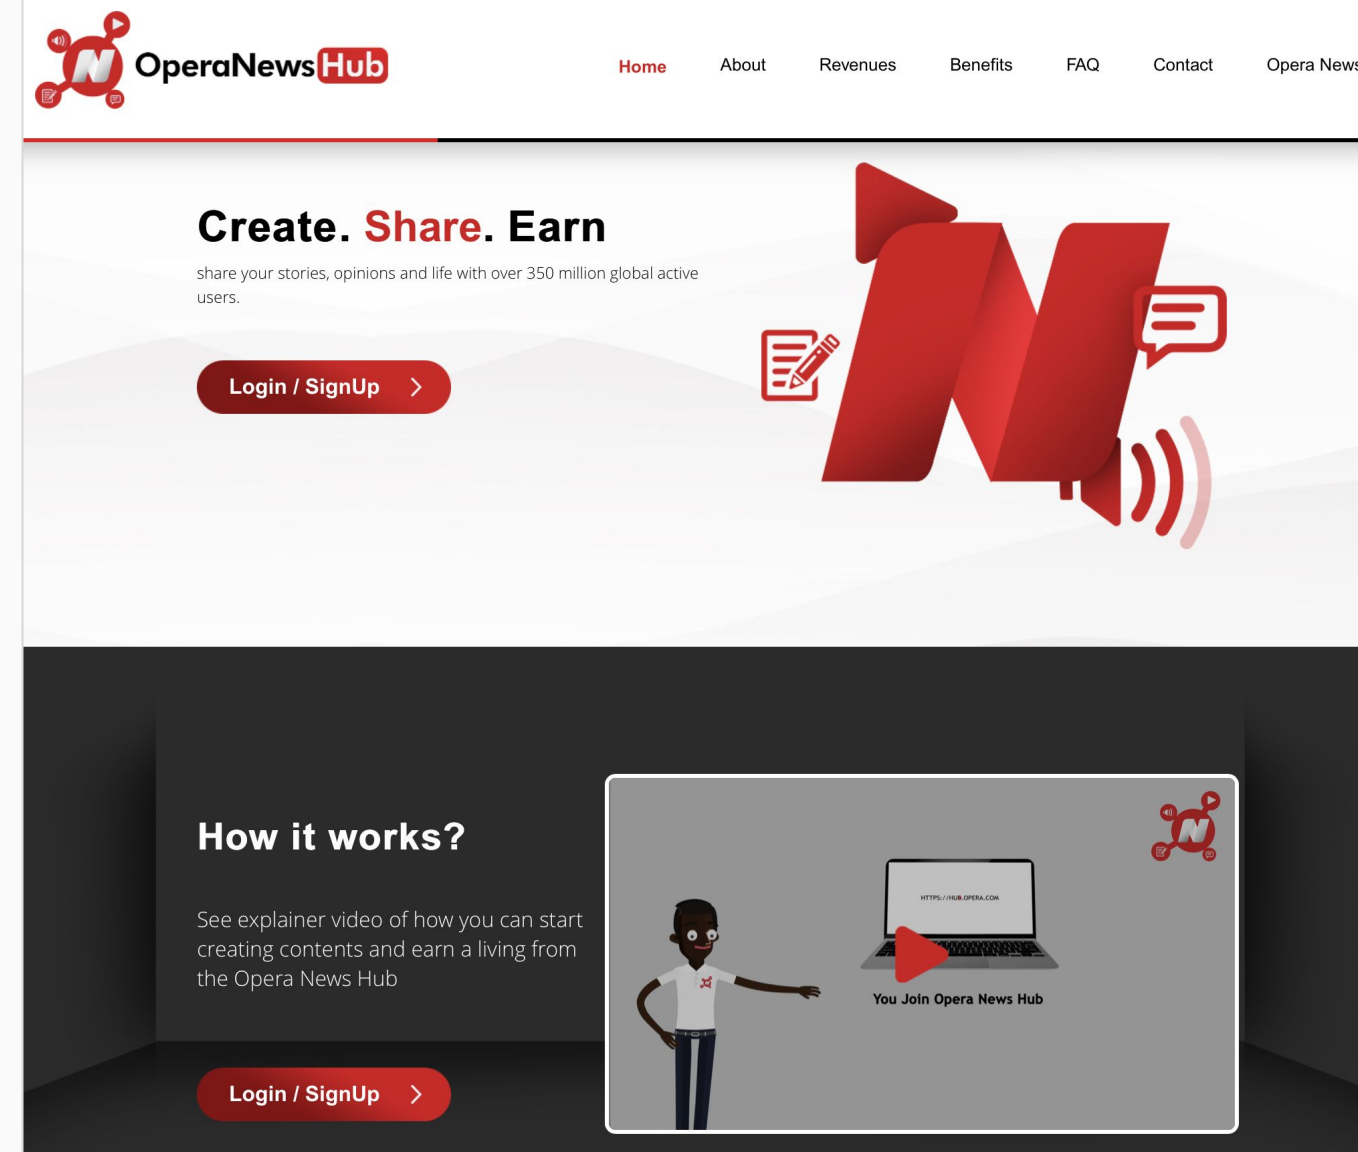 OperaNewsHub
Home About Revenues Benefits FAQ Contact Opera News
Create. Share. Earn
share your stories, opinions and life with over 350 million global active
users.
Login / SignUp
How it works?
See explainer video of how you can start
creating contents and earn a living from
the Opera News Hub
Login / SignUp
HTTPS://HUB.OPERA.COM
You Join Opera News Hub